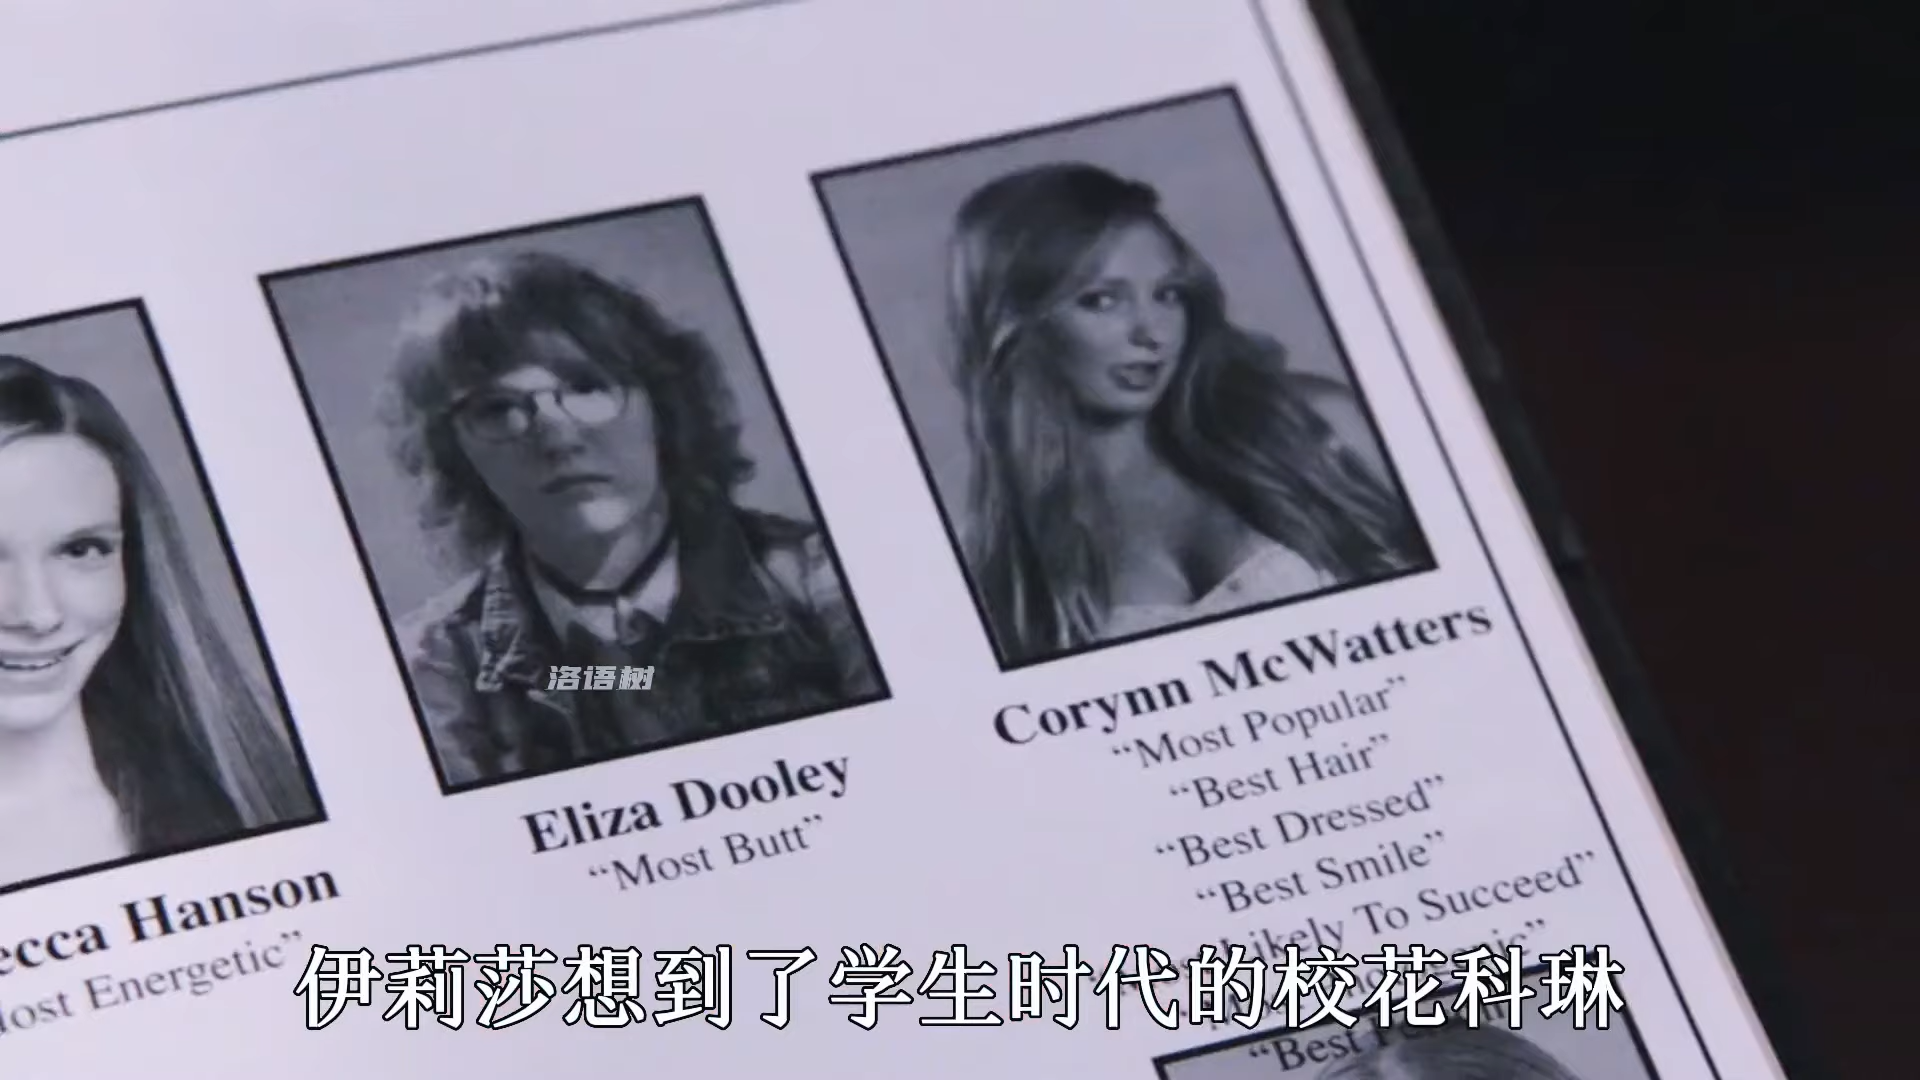 ecca Hanson
Most Energetic”
Eliza Dooley
“Most Butt”
洛语树
Corynn McWatters
“Most Popular”
“Best Hair”
“Best Dressed”
“Best Smile”
Likely To Succeed”
“Best
伊莉莎想到了学生时代的校花科琳